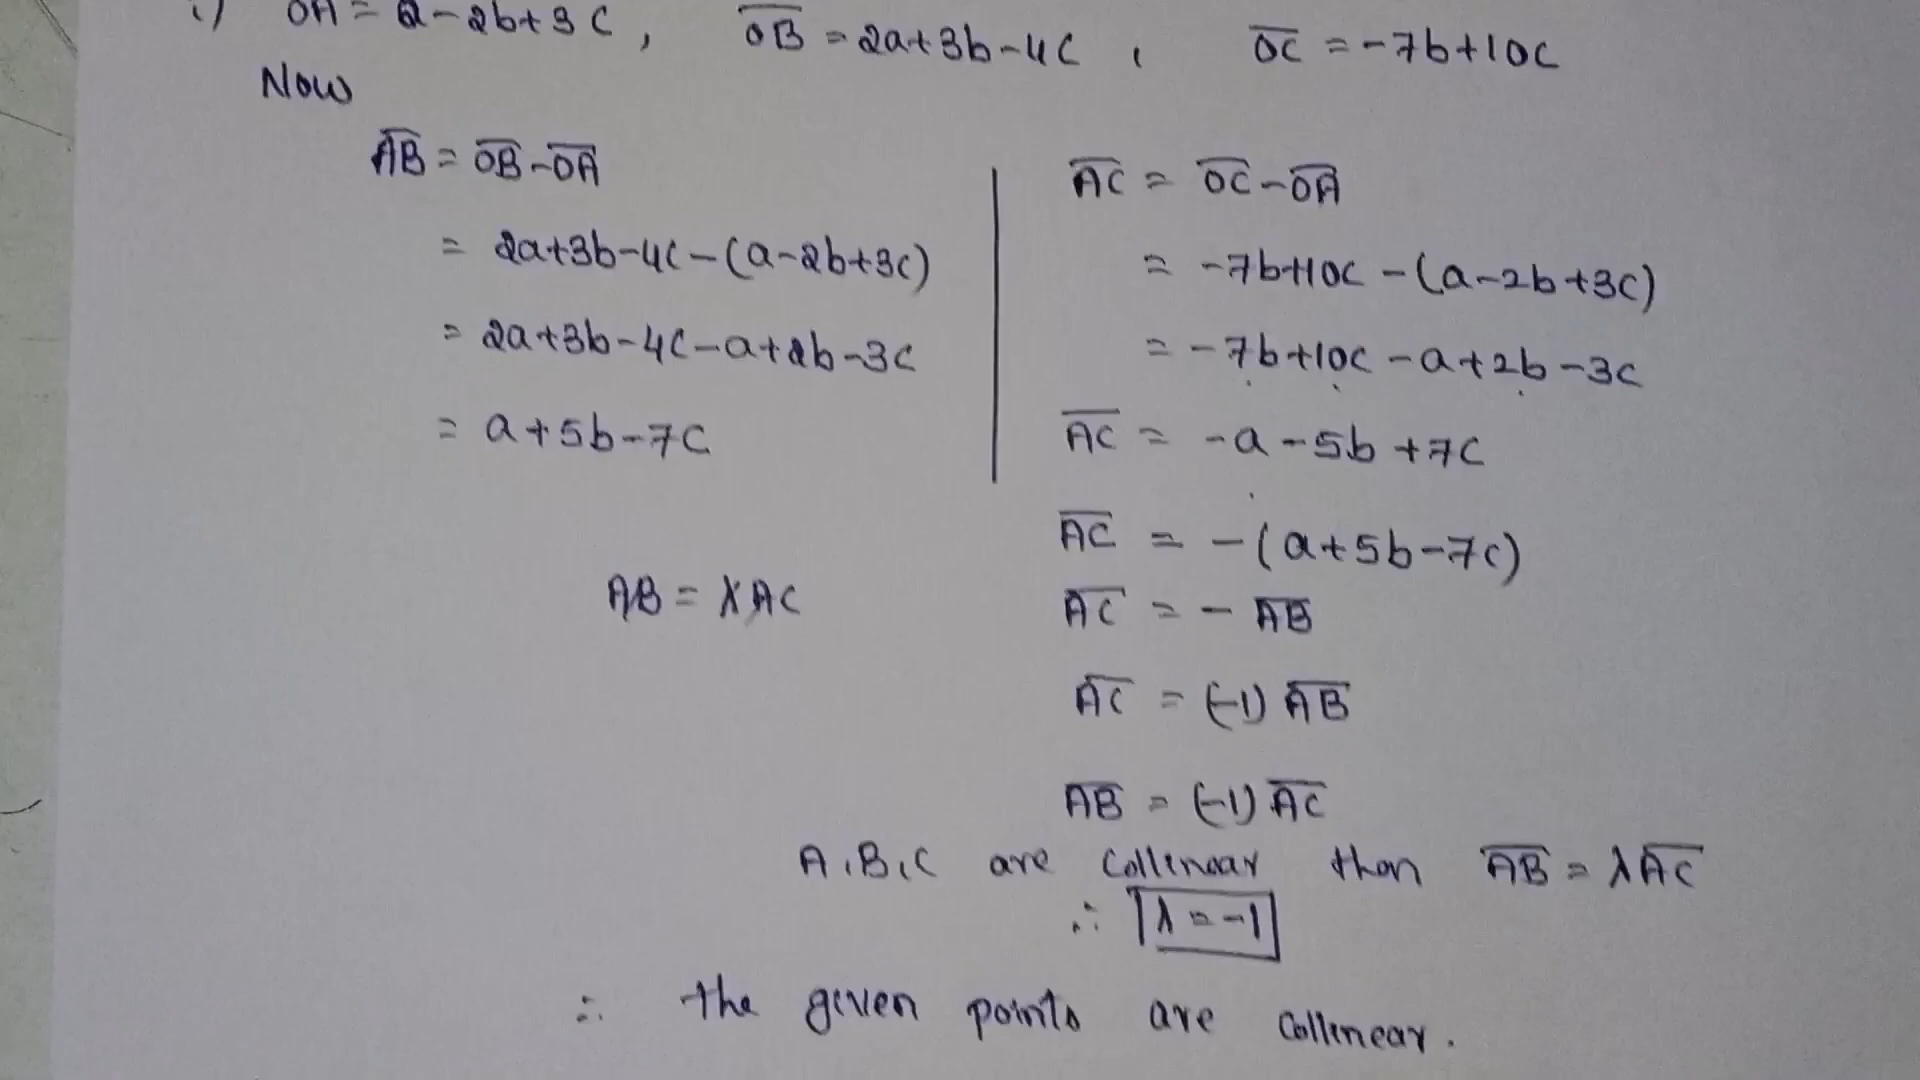 i) OA = a-2b+3c, OB = 2a+3b-4c, OC = -7b+10c
Now
AB = OB-OA
= 2a+3b-4c-(a-2b+3c)
= 2a+3b-4c-a+2b-3c
= a+5b-7c
AB = λAC
AC = OC-OA
= -7b+10c-(a-2b+3c)
= -7b+10c-a+2b-3c
AC = -a-5b+7c
AC = -(a+5b-7c)
AC = -AB
AC = (-1)AB
AB = (-1)AC
A,B,C are collinear then AB = λAC
∴ λ = -1
∴ the given points are collinear.